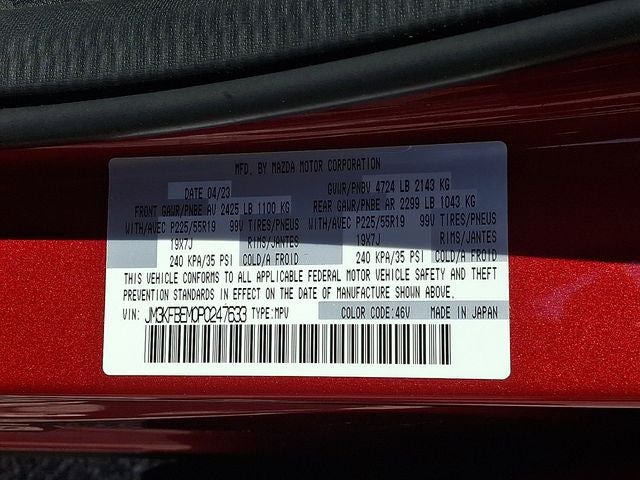 MFD. BY MAZDA MOTOR CORPORATION
DATE 04/23 GVWR/PNBV 4724 LB 2143 KG
FRONT GAWR/PNBE AV 2425 LB 1100 KG REAR GAWR/PNBE AR 2299 LB 1043 KG
WITH/AVEC P225/55R19 99V TIRES/PNEUS WITH/AVEC P225/55R19 99V TIRES/PNEUS
19X7J RIMS/JANTES 19X7J RIMS/JANTES
240 KPA/35 PSI COLD/A FROID 240 KPA/35 PSI COLD/A FROID
THIS VEHICLE CONFORMS TO ALL APPLICABLE FEDERAL MOTOR VEHICLE SAFETY AND THEFT
PREVENTION STANDARDS IN EFFECT ON THE DATE OF MANUFACTURE SHOWN ABOVE.
VIN: JM3KFBEM0P0247633 TYPE:MPV COLOR CODE:46V MADE IN JAPAN